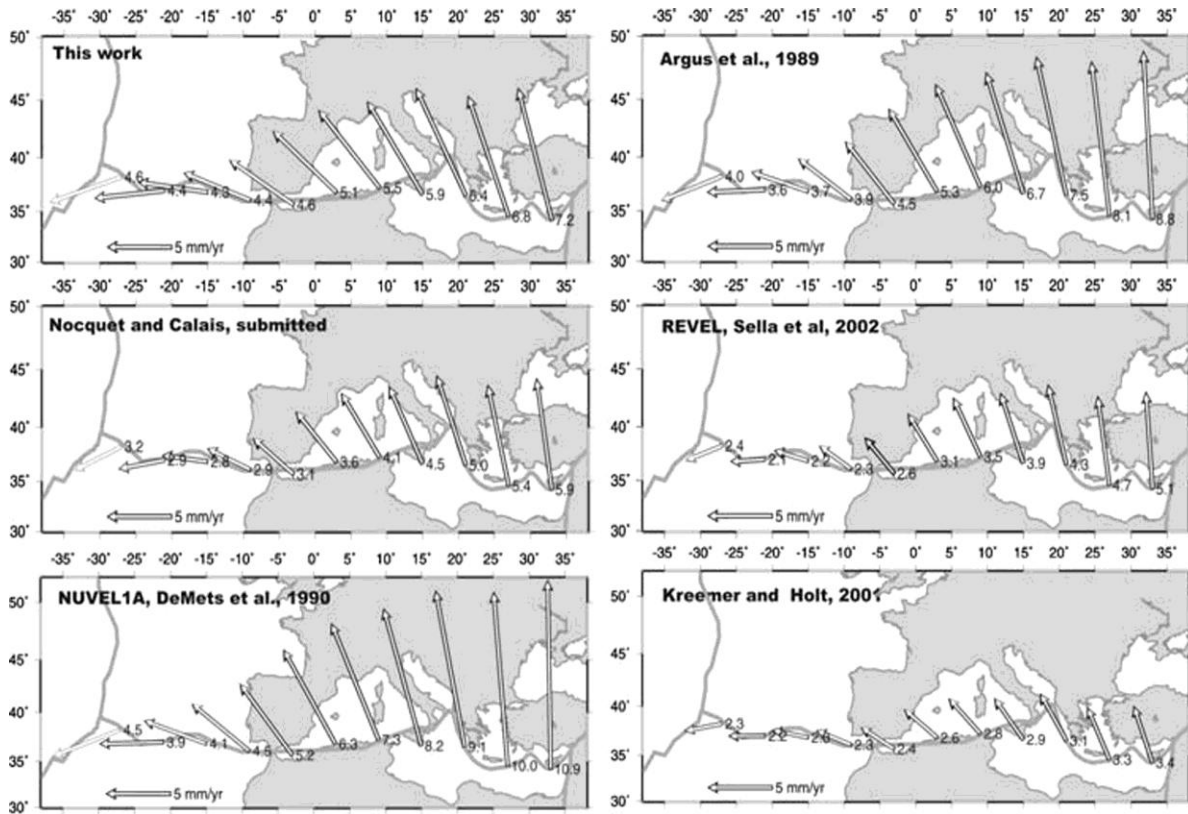 -35° -30° -25° -20° -15° -10° -5° 0° 5° 10° 15° 20° 25° 30° 35°
-35° -30° -25° -20° -15° -10° -5° 0° 5° 10° 15° 20° 25° 30° 35°
50°
This work
45°
40°
35°
30°
4.6 4.4 4.3 4.4 4.6 5.1 5.5 5.9 6.4 6.8 7.2
5 mm/yr
50°
Argus et al., 1989
45°
40°
35°
30°
4.0 3.6 3.7 3.9 4.5 5.3 6.0 6.7 7.5 8.1 8.8
5 mm/yr
-35° -30° -25° -20° -15° -10° -5° 0° 5° 10° 15° 20° 25° 30° 35°
-35° -30° -25° -20° -15° -10° -5° 0° 5° 10° 15° 20° 25° 30° 35°
50°
Nocquet and Calais, submitted
45°
40°
35°
30°
3.2 2.9 2.8 2.9 3.1 3.6 4.1 4.5 5.0 5.4 5.9
5 mm/yr
50°
REVEL, Sella et al, 2002
45°
40°
35°
30°
2.4 2.1 2.2 2.3 2.6 3.1 3.5 3.9 4.3 4.7 5.1
5 mm/yr
-35° -30° -25° -20° -15° -10° -5° 0° 5° 10° 15° 20° 25° 30° 35°
-35° -30° -25° -20° -15° -10° -5° 0° 5° 10° 15° 20° 25° 30° 35°
50°
NUVEL1A, DeMets et al., 1990
45°
40°
35°
30°
4.5 3.9 4.1 4.5 5.2 6.3 7.3 8.2 9.1 10.0 10.9
5 mm/yr
50°
Kreemer and Holt, 2001
45°
40°
35°
30°
2.3 2.2 2.3 2.4 2.6 2.8 2.9 3.1 3.3 3.4
5 mm/yr